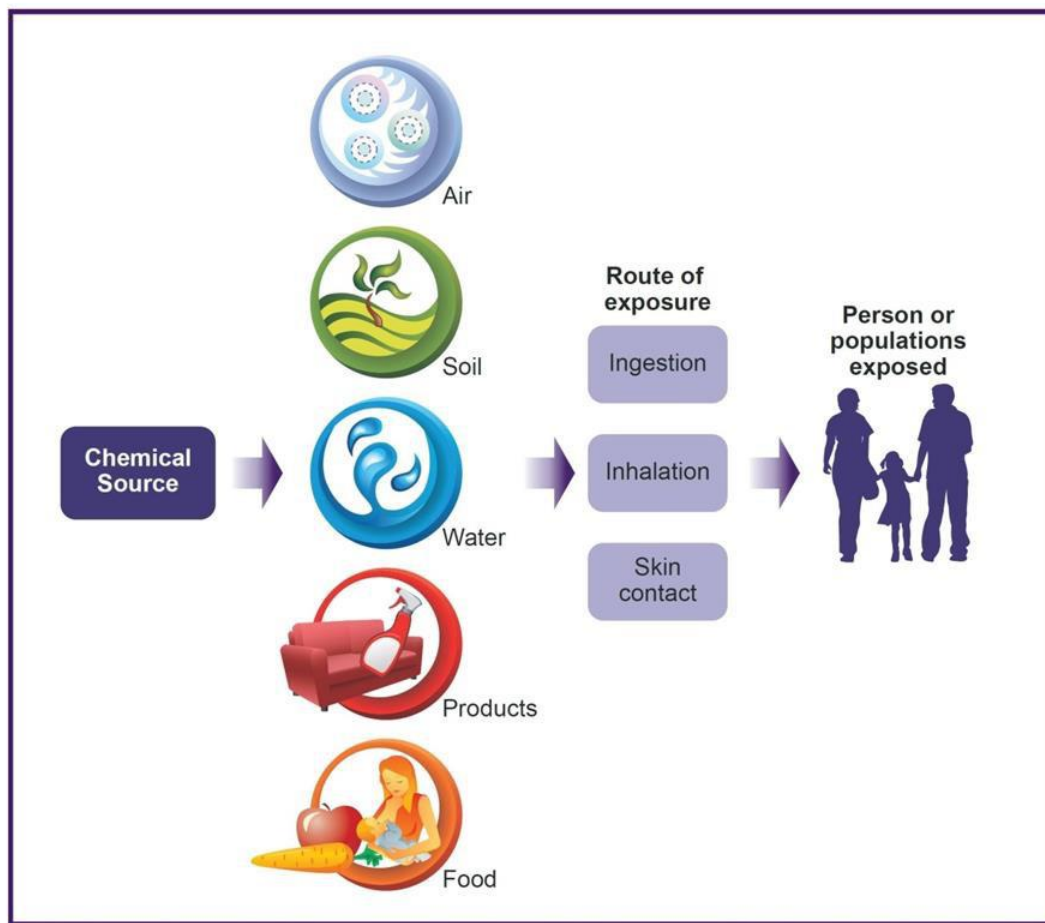 Chemical
Source
Air
Soil
Water
Products
Food
Route of
exposure
Ingestion
Inhalation
Skin
contact
Person or
populations
exposed